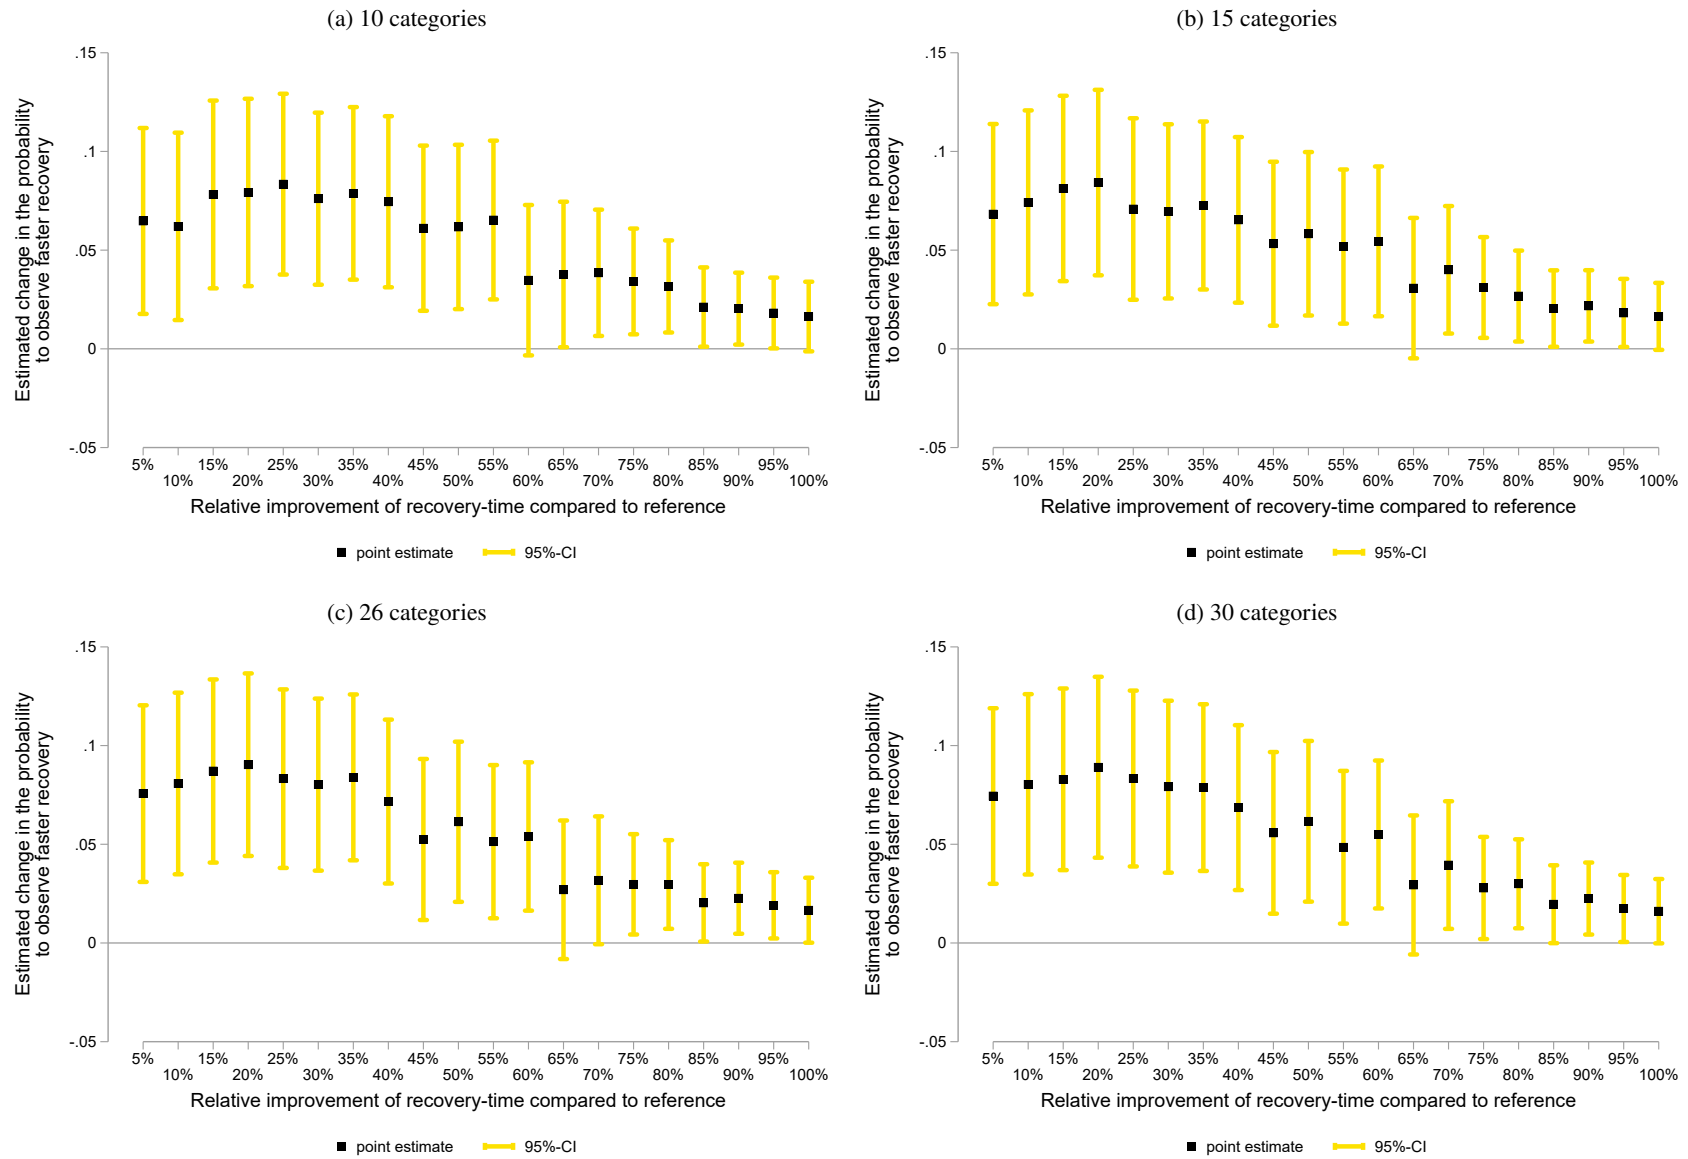 (a) 10 categories
Estimated change in the probability
to observe faster recovery
.15
.1
.05
0
-.05
5% 15% 25% 35% 45% 55% 65% 75% 85% 95%
10% 20% 30% 40% 50% 60% 70% 80% 90% 100%
Relative improvement of recovery-time compared to reference
point estimate 95%-CI
(b) 15 categories
Estimated change in the probability
to observe faster recovery
.15
.1
.05
0
-.05
5% 15% 25% 35% 45% 55% 65% 75% 85% 95%
10% 20% 30% 40% 50% 60% 70% 80% 90% 100%
Relative improvement of recovery-time compared to reference
point estimate 95%-CI
(c) 26 categories
Estimated change in the probability
to observe faster recovery
.15
.1
.05
0
-.05
5% 15% 25% 35% 45% 55% 65% 75% 85% 95%
10% 20% 30% 40% 50% 60% 70% 80% 90% 100%
Relative improvement of recovery-time compared to reference
point estimate 95%-CI
(d) 30 categories
Estimated change in the probability
to observe faster recovery
.15
.1
.05
0
-.05
5% 15% 25% 35% 45% 55% 65% 75% 85% 95%
10% 20% 30% 40% 50% 60% 70% 80% 90% 100%
Relative improvement of recovery-time compared to reference
point estimate 95%-CI